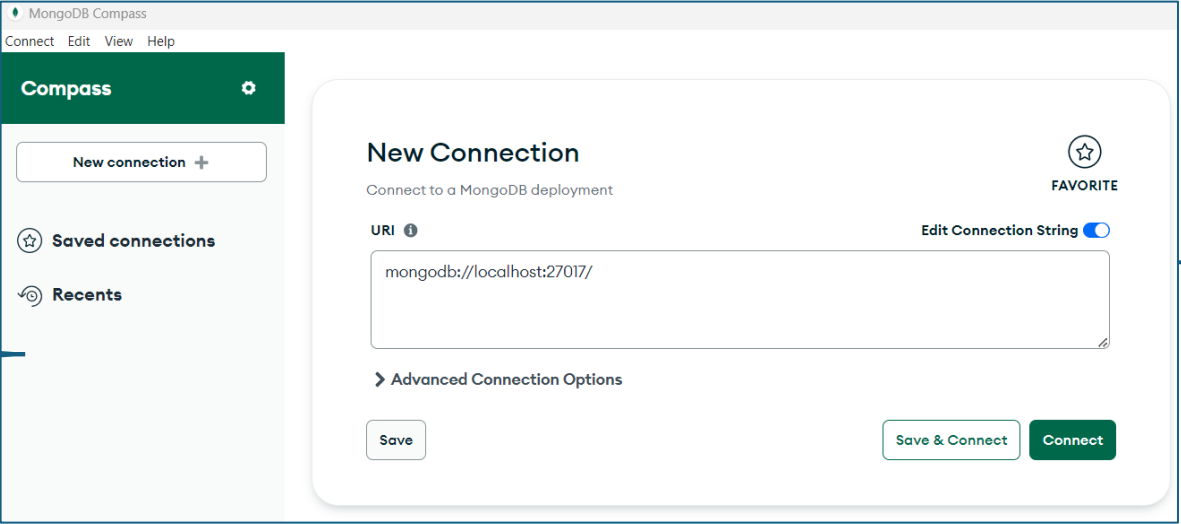 MongoDB Compass
Connect Edit View Help
Compass
New connection
Saved connections
Recents
New Connection
Connect to a MongoDB deployment
FAVORITE
URI
Edit Connection String
mongodb://localhost:27017/
Advanced Connection Options
Save
Save & Connect
Connect